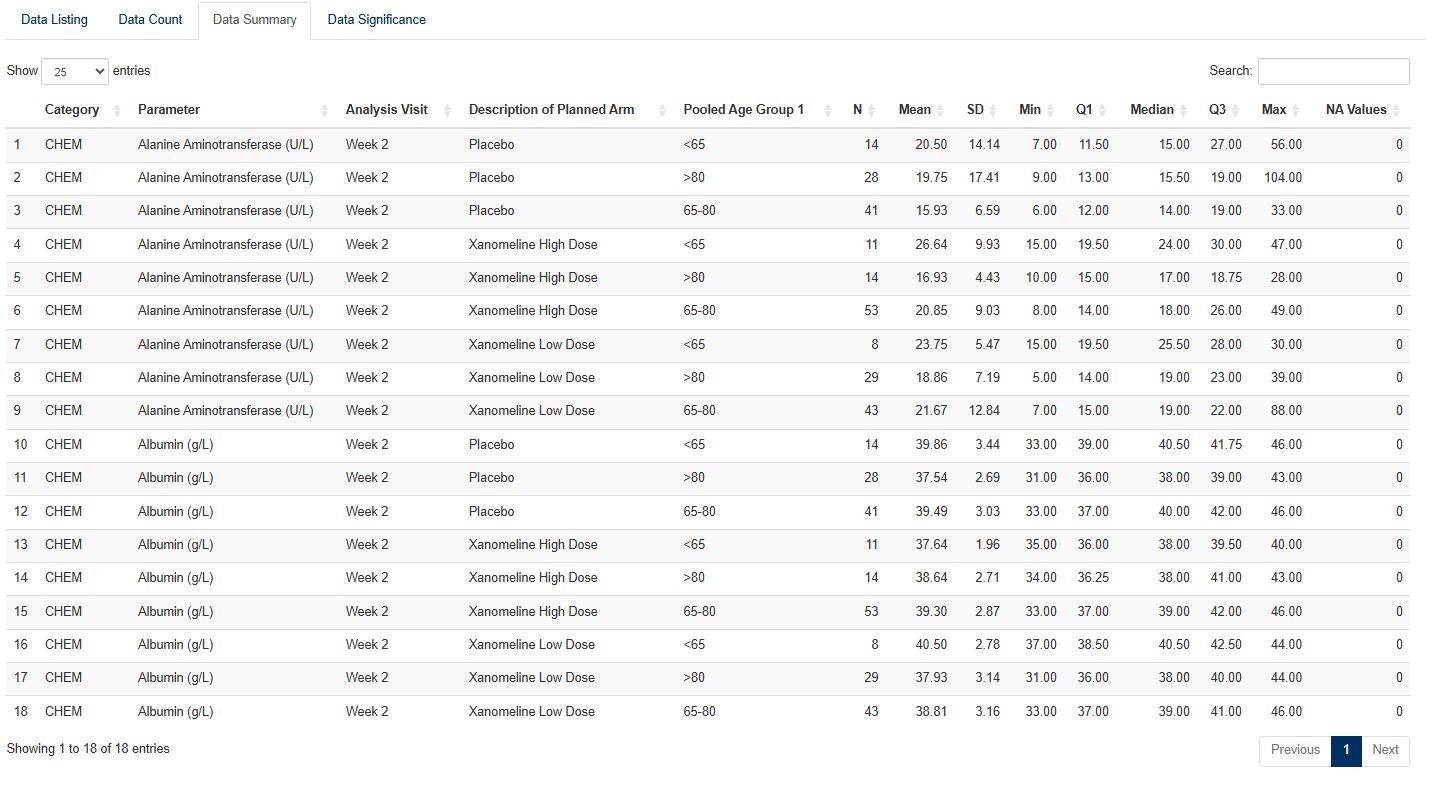 Data Listing Data Count Data Summary Data Significance
Show 25 entries Search:
Category Parameter Analysis Visit Description of Planned Arm Pooled Age Group 1 N Mean SD Min Q1 Median Q3 Max NA Values
1 CHEM Alanine Aminotransferase (U/L) Week 2 Placebo <65 14 20.50 14.14 7.00 11.50 15.00 27.00 56.00 0
2 CHEM Alanine Aminotransferase (U/L) Week 2 Placebo >80 28 19.75 17.41 9.00 13.00 15.50 19.00 104.00 0
3 CHEM Alanine Aminotransferase (U/L) Week 2 Placebo 65-80 41 15.93 6.59 6.00 12.00 14.00 19.00 33.00 0
4 CHEM Alanine Aminotransferase (U/L) Week 2 Xanomeline High Dose <65 11 26.64 9.93 15.00 19.50 24.00 30.00 47.00 0
5 CHEM Alanine Aminotransferase (U/L) Week 2 Xanomeline High Dose >80 14 16.93 4.43 10.00 15.00 17.00 18.75 28.00 0
6 CHEM Alanine Aminotransferase (U/L) Week 2 Xanomeline High Dose 65-80 53 20.85 9.03 8.00 14.00 18.00 26.00 49.00 0
7 CHEM Alanine Aminotransferase (U/L) Week 2 Xanomeline Low Dose <65 8 23.75 5.47 15.00 19.50 25.50 28.00 30.00 0
8 CHEM Alanine Aminotransferase (U/L) Week 2 Xanomeline Low Dose >80 29 18.86 7.19 5.00 14.00 19.00 23.00 39.00 0
9 CHEM Alanine Aminotransferase (U/L) Week 2 Xanomeline Low Dose 65-80 43 21.67 12.84 7.00 15.00 19.00 22.00 88.00 0
10 CHEM Albumin (g/L) Week 2 Placebo <65 14 39.86 3.44 33.00 39.00 40.50 41.75 46.00 0
11 CHEM Albumin (g/L) Week 2 Placebo >80 28 37.54 2.69 31.00 36.00 38.00 39.00 43.00 0
12 CHEM Albumin (g/L) Week 2 Placebo 65-80 41 39.49 3.03 33.00 37.00 40.00 42.00 46.00 0
13 CHEM Albumin (g/L) Week 2 Xanomeline High Dose <65 11 37.64 1.96 35.00 36.00 38.00 39.50 40.00 0
14 CHEM Albumin (g/L) Week 2 Xanomeline High Dose >80 14 38.64 2.71 34.00 36.25 38.00 41.00 43.00 0
15 CHEM Albumin (g/L) Week 2 Xanomeline High Dose 65-80 53 39.30 2.87 33.00 37.00 39.00 42.00 46.00 0
16 CHEM Albumin (g/L) Week 2 Xanomeline Low Dose <65 8 40.50 2.78 37.00 38.50 40.50 42.50 44.00 0
17 CHEM Albumin (g/L) Week 2 Xanomeline Low Dose >80 29 37.93 3.14 31.00 36.00 38.00 40.00 44.00 0
18 CHEM Albumin (g/L) Week 2 Xanomeline Low Dose 65-80 43 38.81 3.16 33.00 37.00 39.00 41.00 46.00 0
Showing 1 to 18 of 18 entries Previous 1 Next